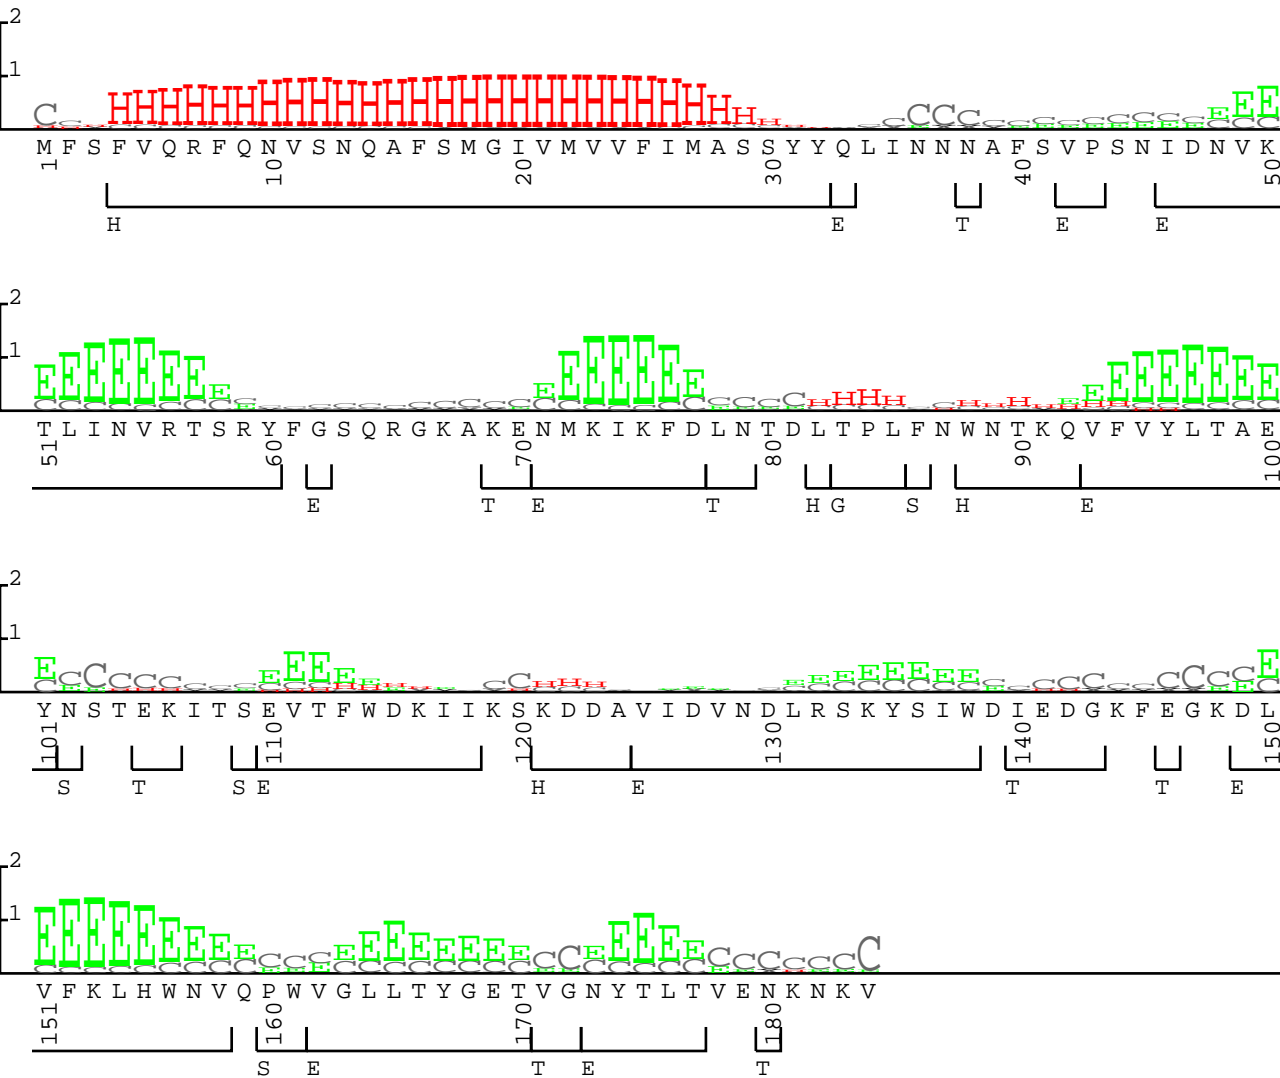 2
1
M F S F V Q R F Q N V S N Q A F S M G I V M V V F I M A S S Y Y Q L I N N N A F S V P S N I D N V K
1 10 20 30 40 50
H E T E E
2
1
T L I N V R T S R Y F G S Q R G K A K E N M K I K F D L N T D L T P L F N W N T K Q V F V Y L T A E
51 60 70 80 90 100
E T E T H G S H E
2
1
Y N S T E K I T S E V T F W D K I I K S K D D A V I D V N D L R S K Y S I W D I E D G K F E G K D L
101 110 120 130 140 150
S T S E H E T T E
2
1
V F K L H W N V Q P W V G L L T Y G E T V G N Y T L T V E N K N K V
151 160 170 180
S E T E T